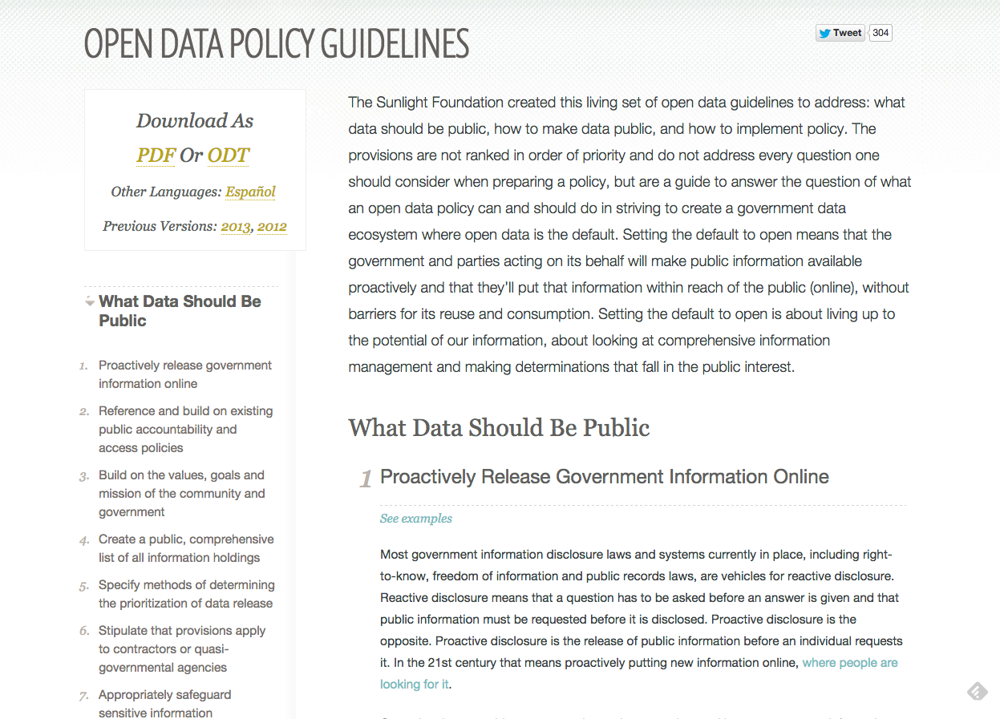 OPEN DATA POLICY GUIDELINES
Tweet 304
Download As
PDF Or ODT
Other Languages: Español
Previous Versions: 2013, 2012
What Data Should Be
Public
1. Proactively release government
information online
2. Reference and build on existing
public accountability and
access policies
3. Build on the values, goals and
mission of the community and
government
4. Create a public, comprehensive
list of all information holdings
5. Specify methods of determining
the prioritization of data release
6. Stipulate that provisions apply
to contractors or quasi-
governmental agencies
7. Appropriately safeguard
sensitive information
The Sunlight Foundation created this living set of open data guidelines to address: what
data should be public, how to make data public, and how to implement policy. The
provisions are not ranked in order of priority and do not address every question one
should consider when preparing a policy, but are a guide to answer the question of what
an open data policy can and should do in striving to create a government data
ecosystem where open data is the default. Setting the default to open means that the
government and parties acting on its behalf will make public information available
proactively and that they'll put that information within reach of the public (online), without
barriers for its reuse and consumption. Setting the default to open is about living up to
the potential of our information, about looking at comprehensive information
management and making determinations that fall in the public interest.
What Data Should Be Public
1 Proactively Release Government Information Online
See examples
Most government information disclosure laws and systems currently in place, including right-
to-know, freedom of information and public records laws, are vehicles for reactive disclosure.
Reactive disclosure means that a question has to be asked before an answer is given and that
public information must be requested before it is disclosed. Proactive disclosure is the
opposite. Proactive disclosure is the release of public information before an individual requests
it. In the 21st century that means proactively putting new information online, where people are
looking for it.